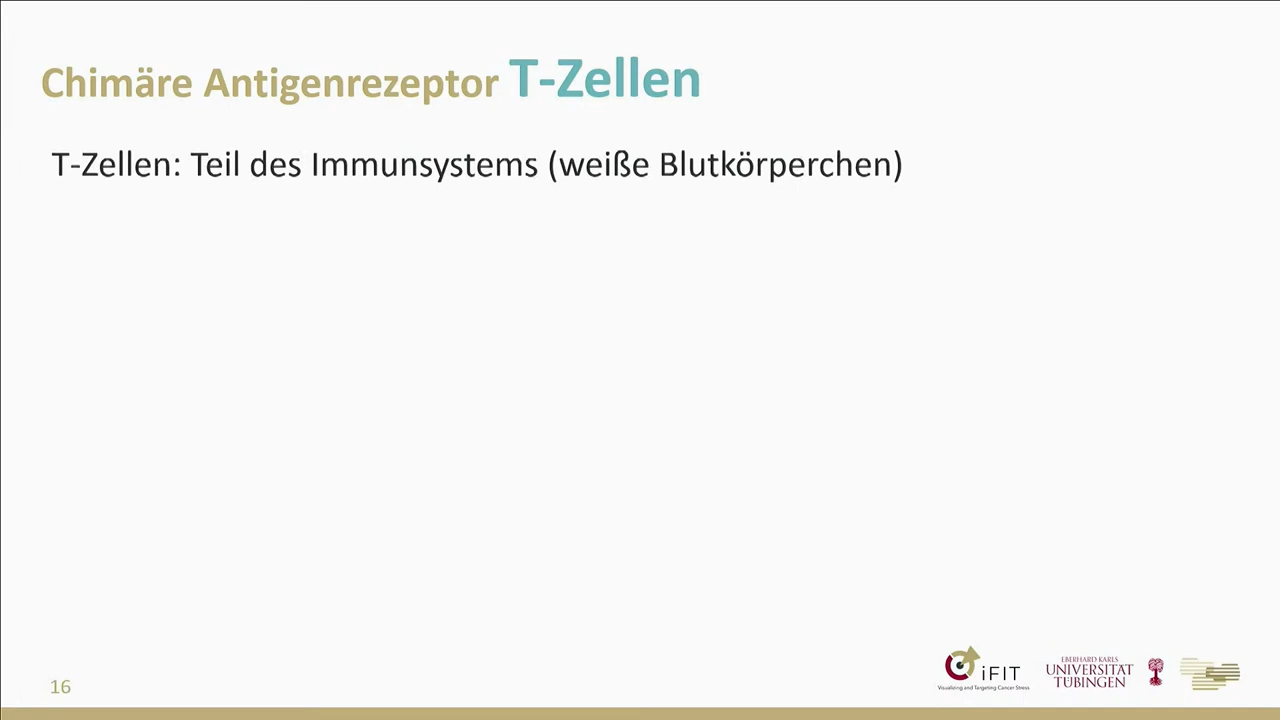 Chimäre Antigenrezeptor T-Zellen
T-Zellen: Teil des Immunsystems (weiße Blutkörperchen)
16
iFIT
Visualizing and Targeting Cancer Stress
EBERHARD KARLS
UNIVERSITÄT
TÜBINGEN